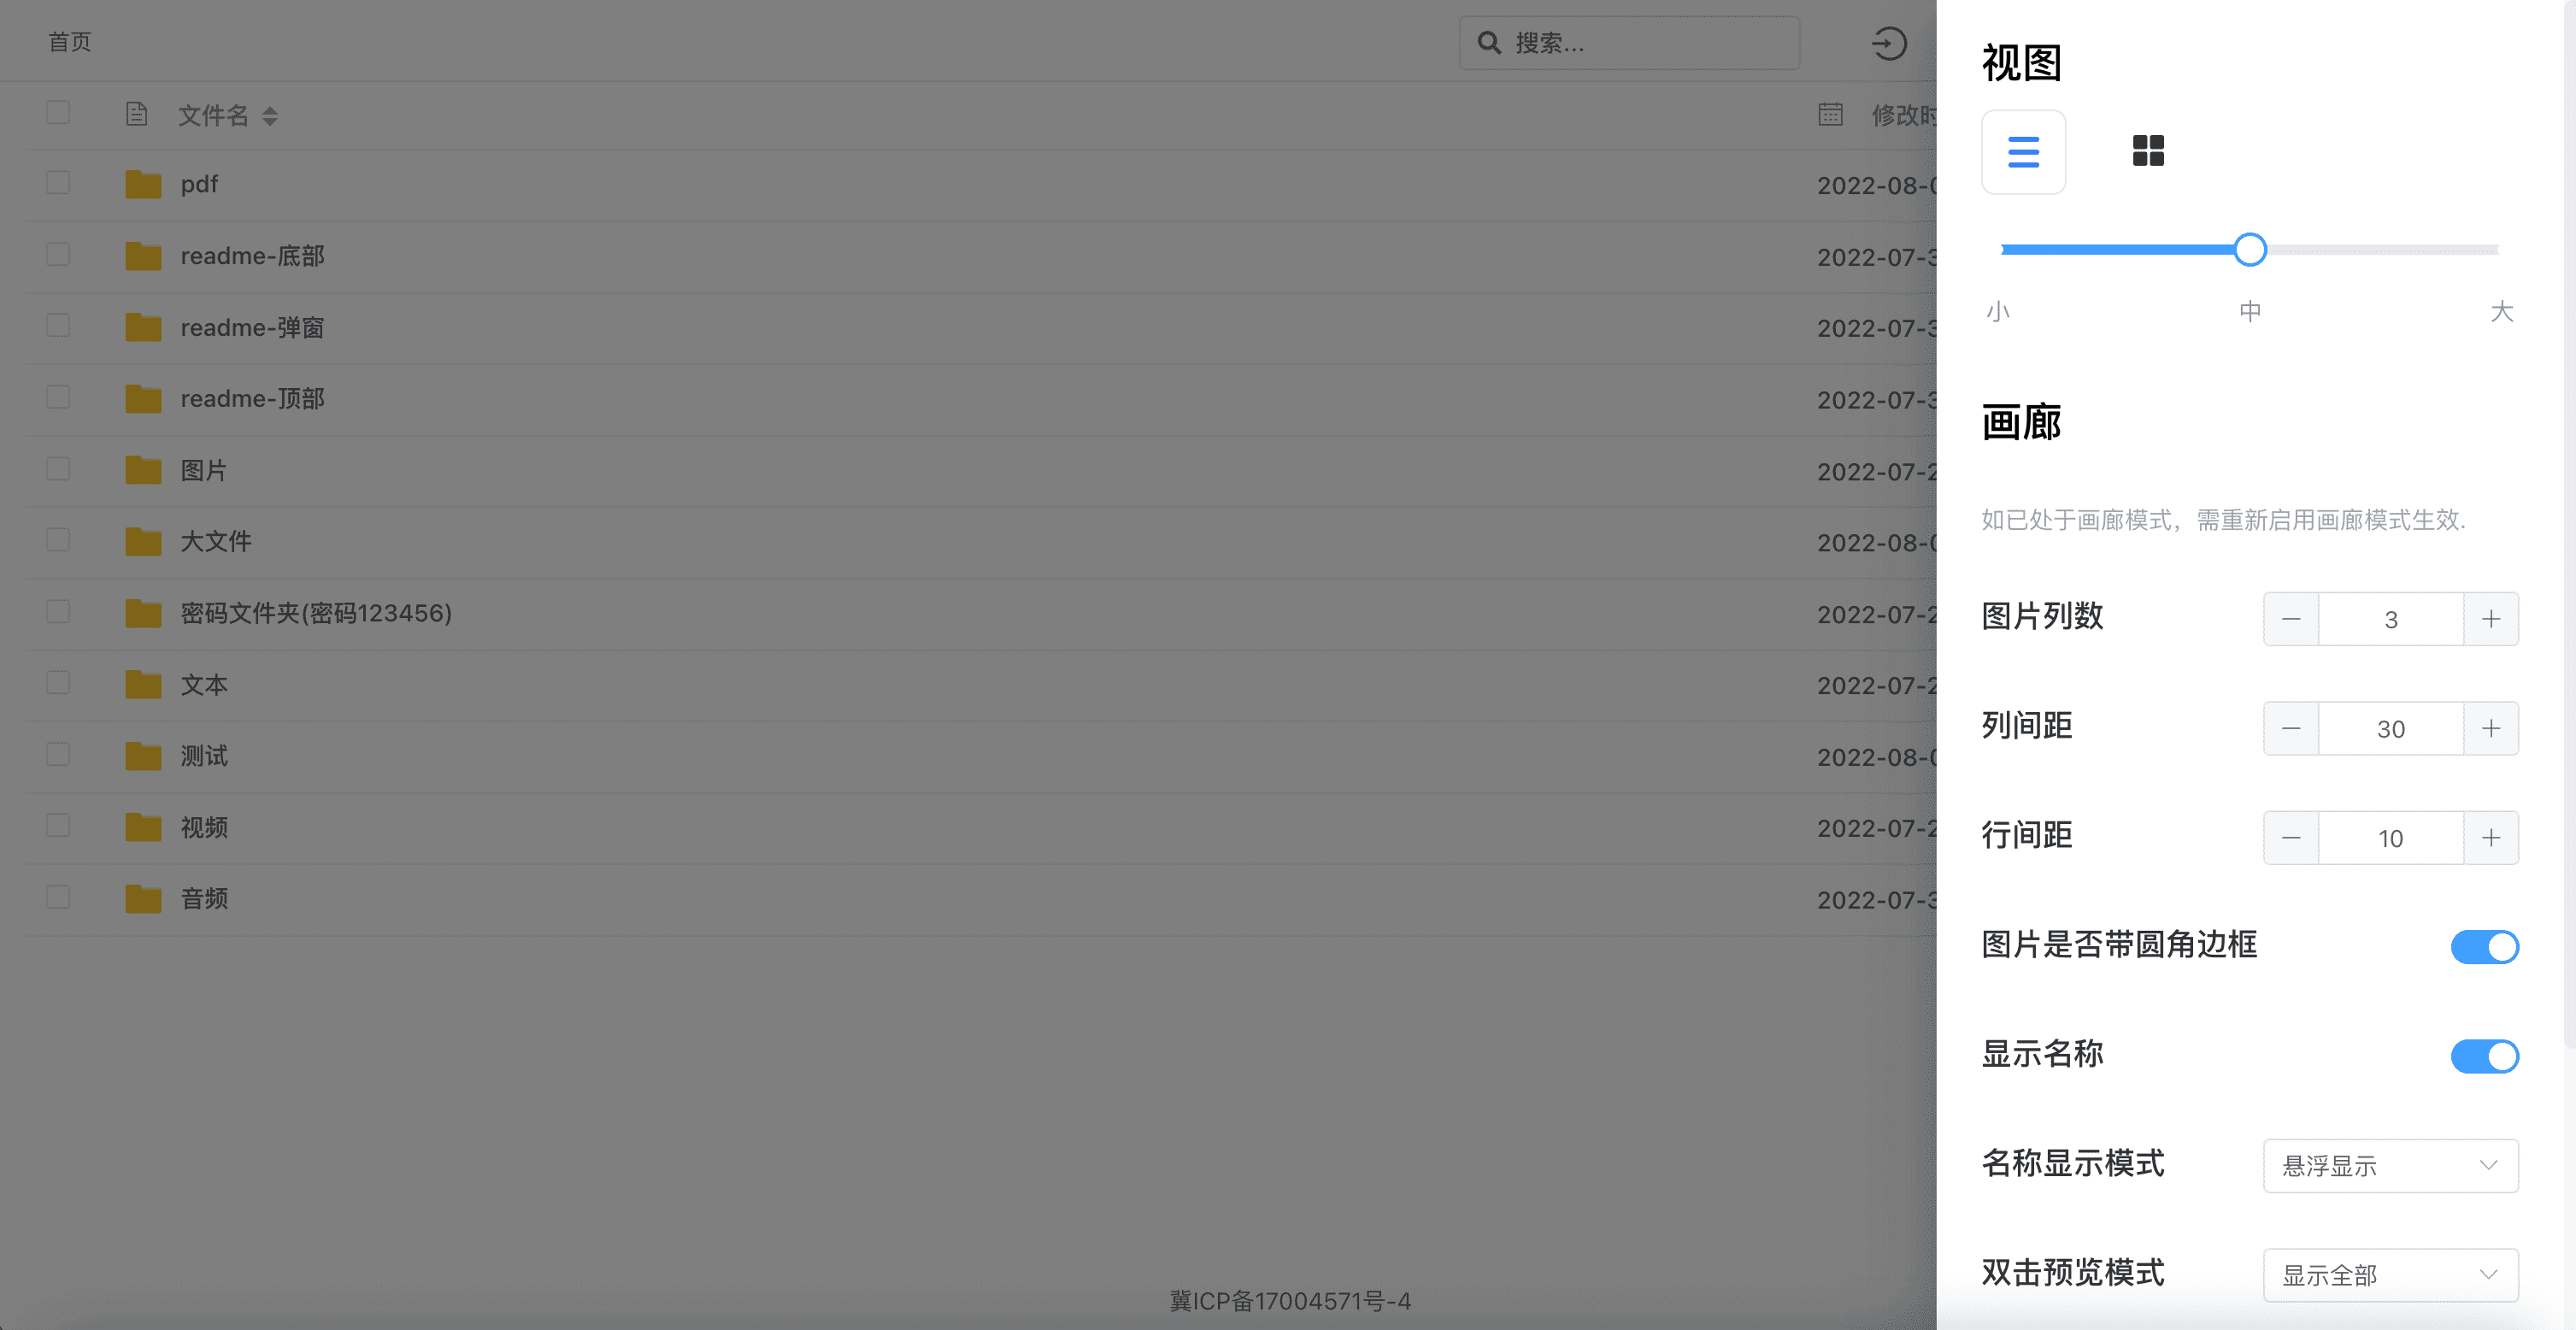 首页
搜索...
文件名
修改时
pdf
2022-08-0
readme-底部
2022-07-3
readme-弹窗
2022-07-3
readme-顶部
2022-07-3
图片
2022-07-2
大文件
2022-08-0
密码文件夹(密码123456)
2022-07-2
文本
2022-07-2
测试
2022-08-0
视频
2022-07-2
音频
2022-07-3
冀ICP备17004571号-4
视图
小 中 大
画廊
如已处于画廊模式，需重新启用画廊模式生效.
图片列数 3
列间距 30
行间距 10
图片是否带圆角边框
显示名称
名称显示模式 悬浮显示
双击预览模式 显示全部